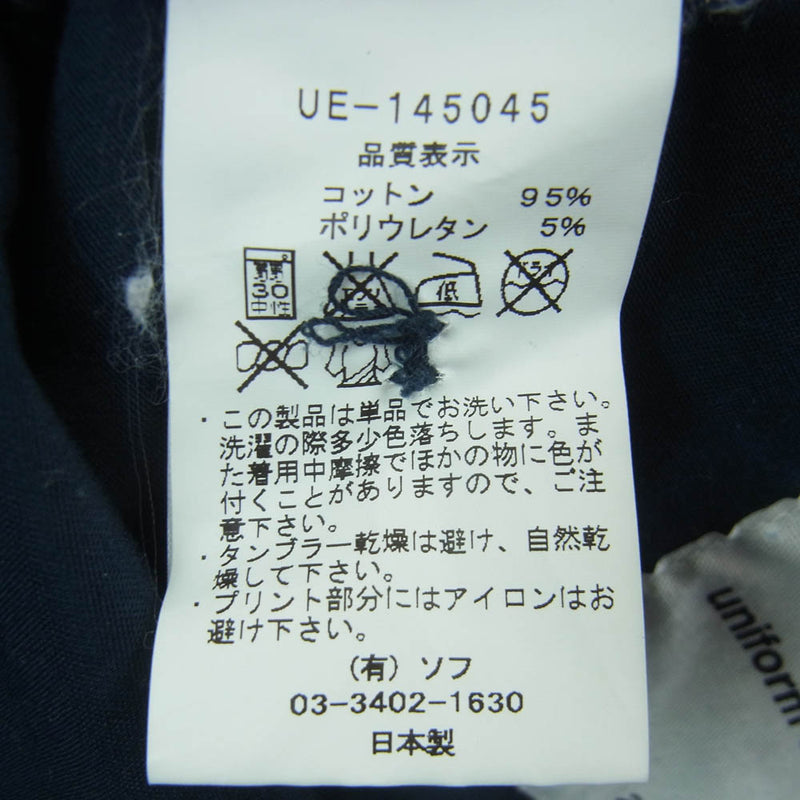 UE-145045
品質表示
コットン 95%
ポリウレタン 5%
30
中性
低
ドライ
・この製品は単品でお洗い下さい。ま
洗濯の際多少色落ちします。
た着用中摩擦でほかの物に色が
付くことがありますので、ご注
意下さい。
・タンブラー乾燥は避け、自然乾
燥して下さい。
・プリント部分にはアイロンはお
避け下さい。
(有) ソフ
03-3402-1630
日本製
uniform